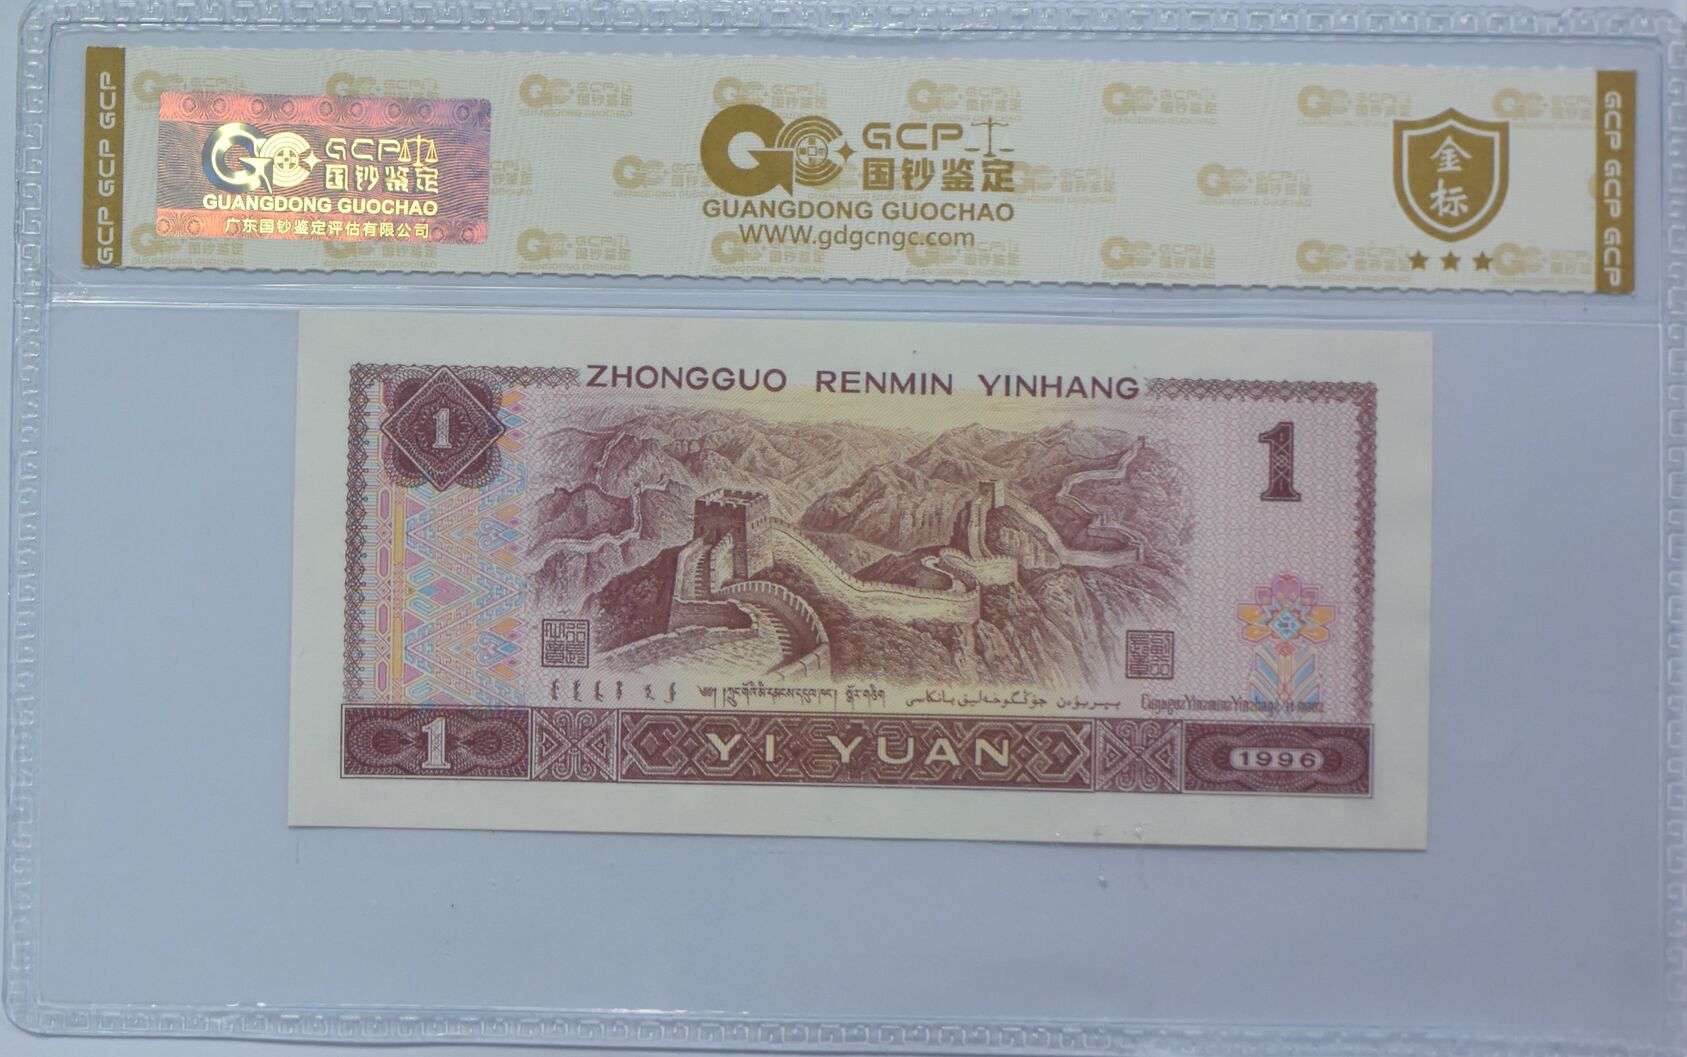 GCP GCP GCP
GCP
国钞鉴定
GUANGDONG GUOCHAO
广东国钞鉴定评估有限公司
GCP
国钞鉴定
GUANGDONG GUOCHAO
WWW.gdgcngc.com
金
标
GCP GCP GCP
ZHONGGUO RENMIN YINHANG
1
1
1
YI YUAN
1996